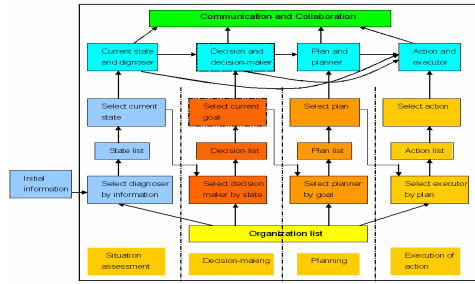 Communication and Collaboration
Current state
and dignoser
Decision and
decision-maker
Plan and
planner
Action and
executor
Select current
state
Select current
goal
Select plan
Select action
State list
Decision list
Plan list
Action list
Initial
information
Select diagnoser
by information
Select decision
maker by state
Select planner
by goal
Select executor
by plan
Organization list
Situation
assessment
Decision-making
Planning
Execution of
action